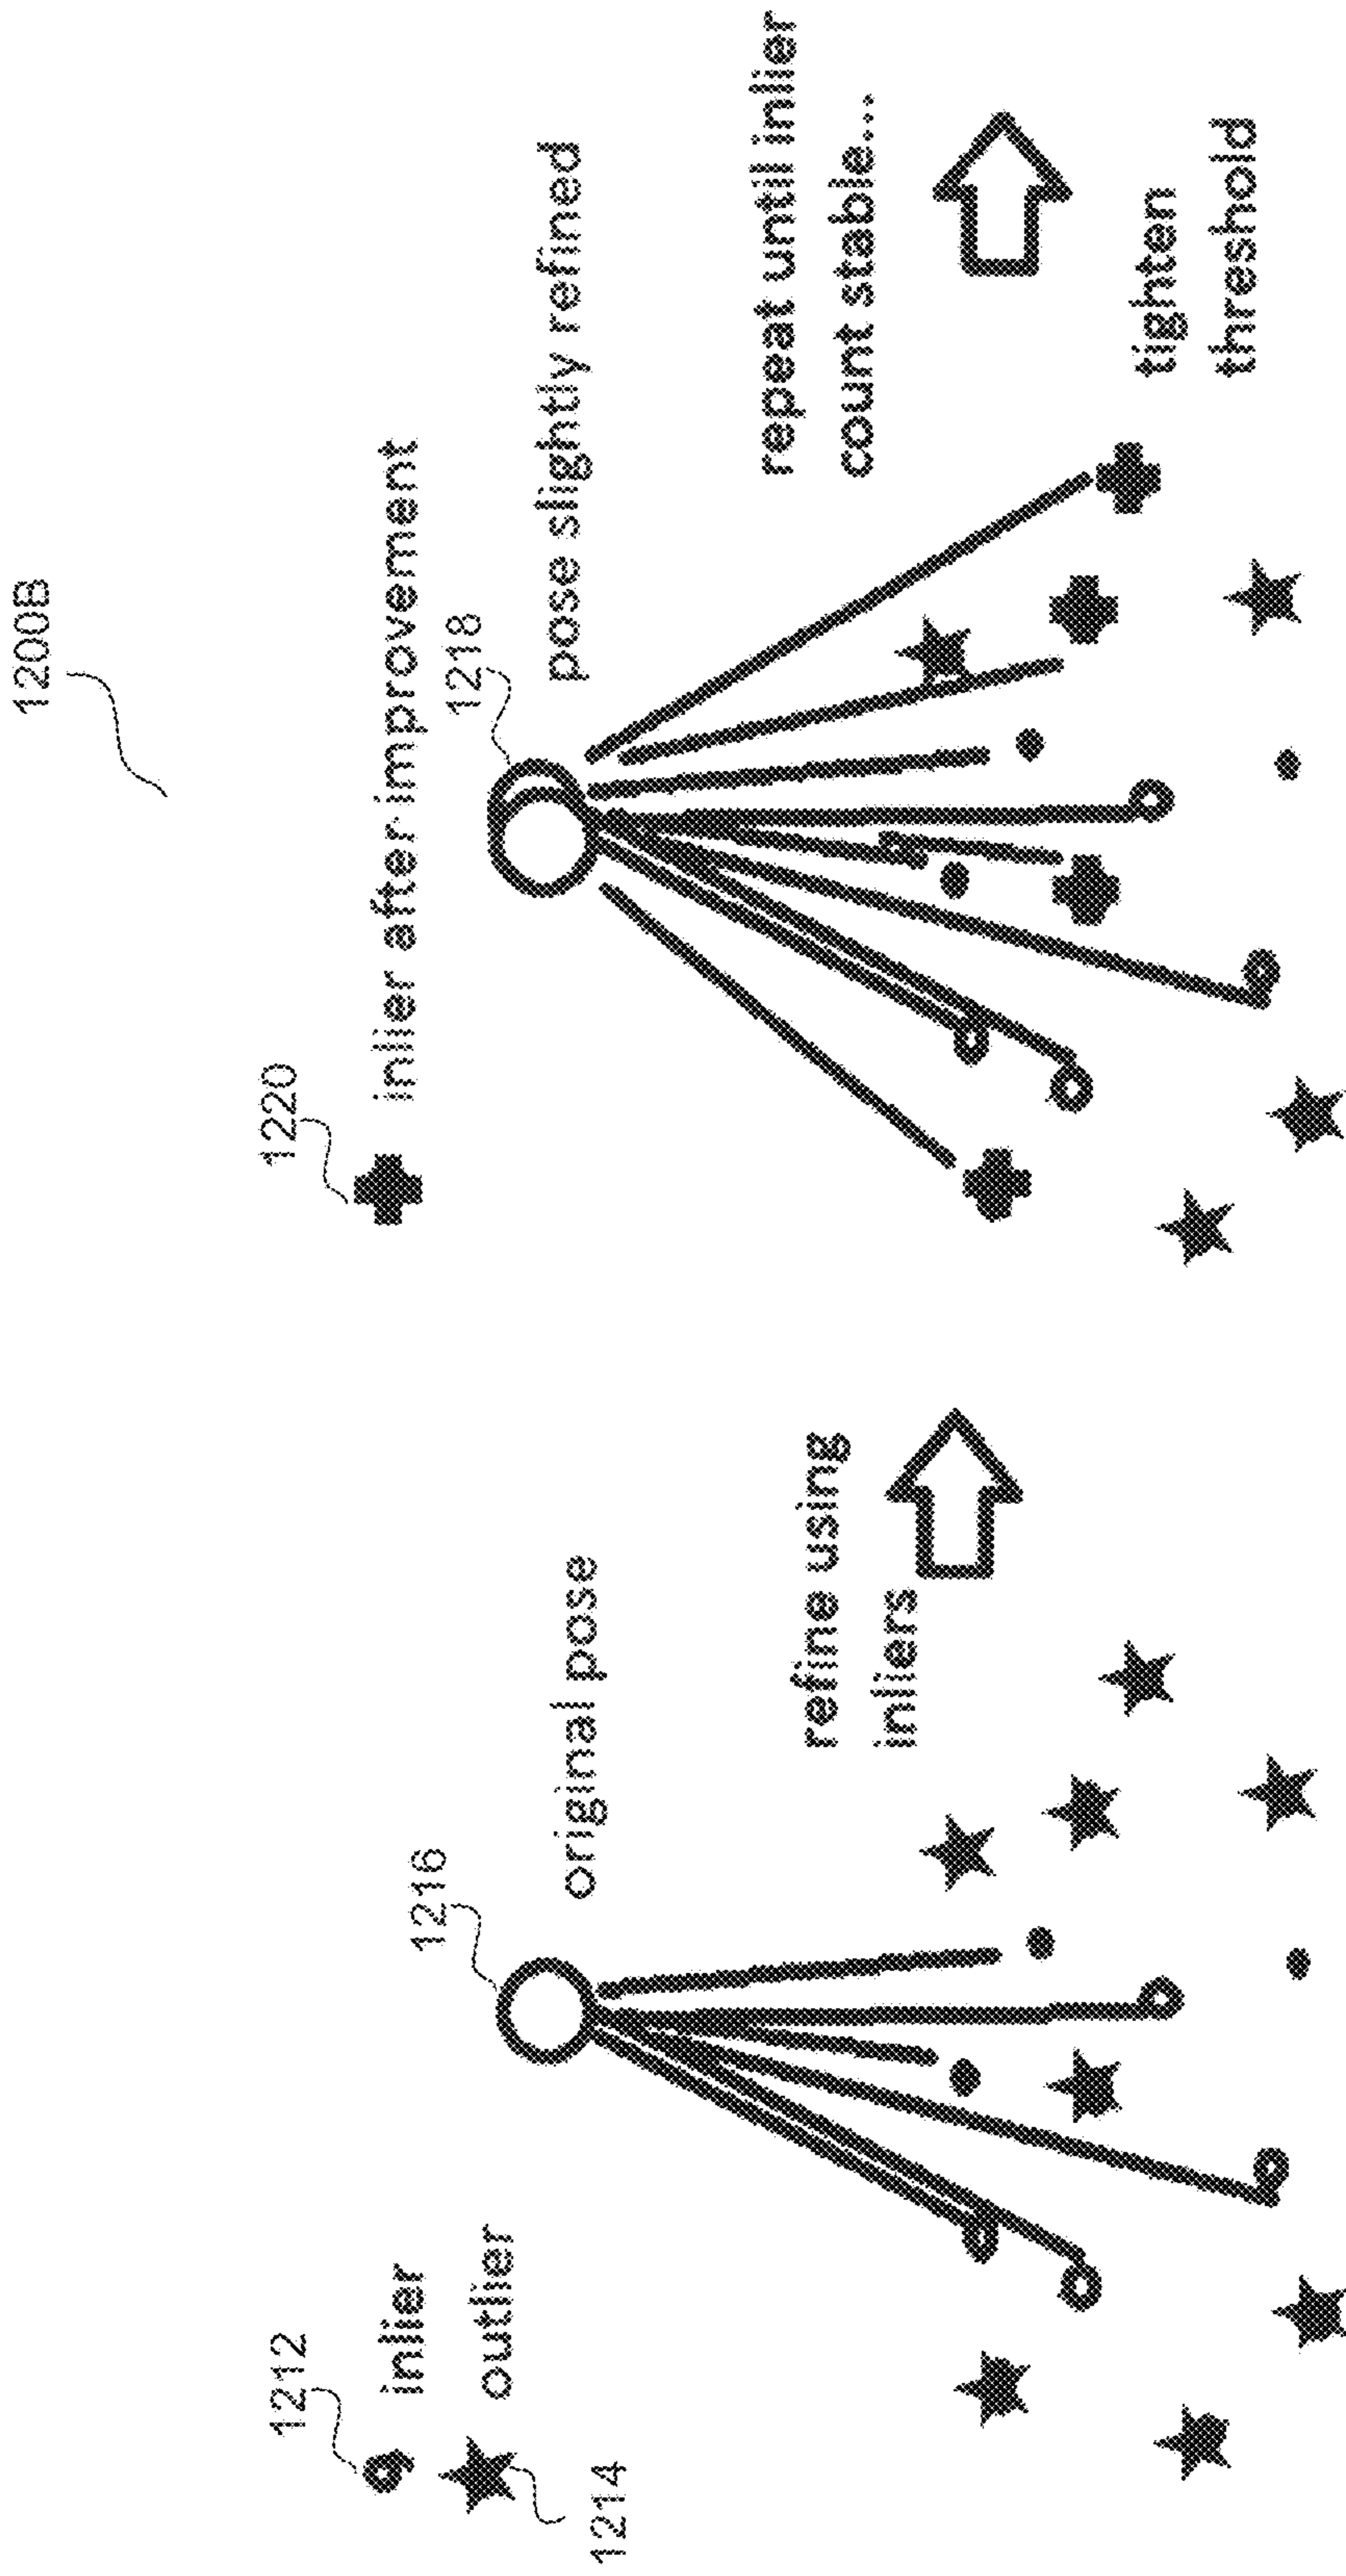 1200B
1212
inlier
outlier
1214
1216
original pose
refine using
inliers
1220
inlier after improvement
1218
pose slightly refined
repeat until inlier
count stable...
tighten
threshold